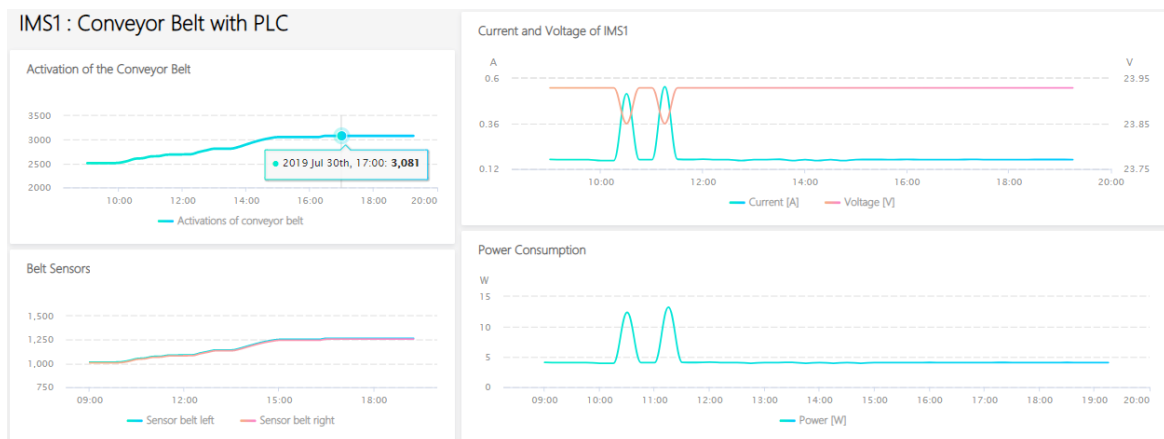 IMS1 : Conveyor Belt with PLC
Activation of the Conveyor Belt
3500
3000
2500
2000
2019 Jul 30th, 17:00: 3,081
10:00 12:00 14:00 16:00 18:00 20:00
Activations of conveyor belt
Belt Sensors
1,500
1,250
1,000
750
09:00 12:00 15:00 18:00
Sensor belt left Sensor belt right
Current and Voltage of IMS1
A V
0.6 23.95
0.36 23.85
0.12 23.75
10:00 12:00 14:00 16:00 18:00 20:00
Current [A] Voltage [V]
Power Consumption
W
15
10
5
0
09:00 10:00 11:00 12:00 13:00 14:00 15:00 16:00 17:00 18:00 19:00 20:00
Power [W]